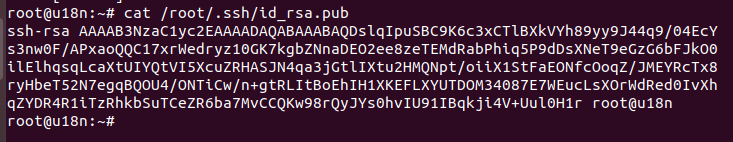 root@u18n:~# cat /root/.ssh/id_rsa.pub
ssh-rsa AAAAB3NzaC1yc2EAAAADAQABAAABAQDslqIpuSBC9K6c3xCTlBXkVYh89yy9J44q9/04EcY
s3nw0F/APxaoQQC17xrWedryz10GK7kgbZNnaDEO2ee8zeTEMdRabPhiq5P9dDsXNeT9eGzG6bFJkO0
ilElhqsqLcaXtUIYQtVI5XcuZRHASJN4qa3jGtlIXtu2HMQNpt/oiiX1StFaEONfcOoqZ/JMEYRcTx8
ryHbeT52N7egqBQOU4/ONTiCw/n+gtRLItBoEhIH1XKEFLXYUTDOM34087E7WEucLsXOrWdRed0IvXh
qZYDR4R1iTzRhkbSuTCeZR6ba7MvCCQKw98rQyJYs0hvIU91IBqkji4V+Uul0H1r root@u18n
root@u18n:~#